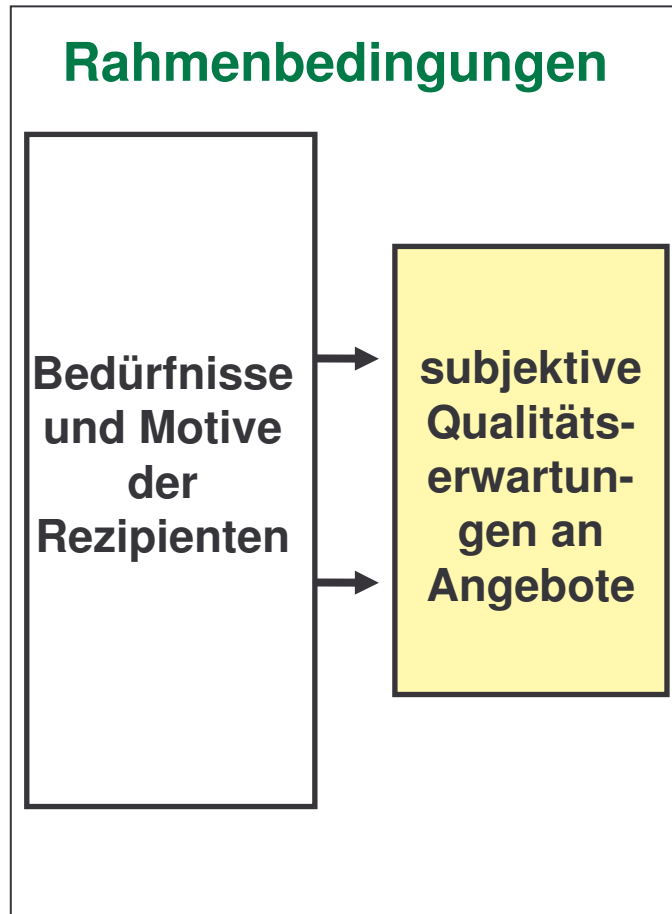 Rahmenbedingungen
Bedürfnisse
und Motive
der
Rezipienten
subjektive
Qualitäts-
erwartun-
gen an
Angebote